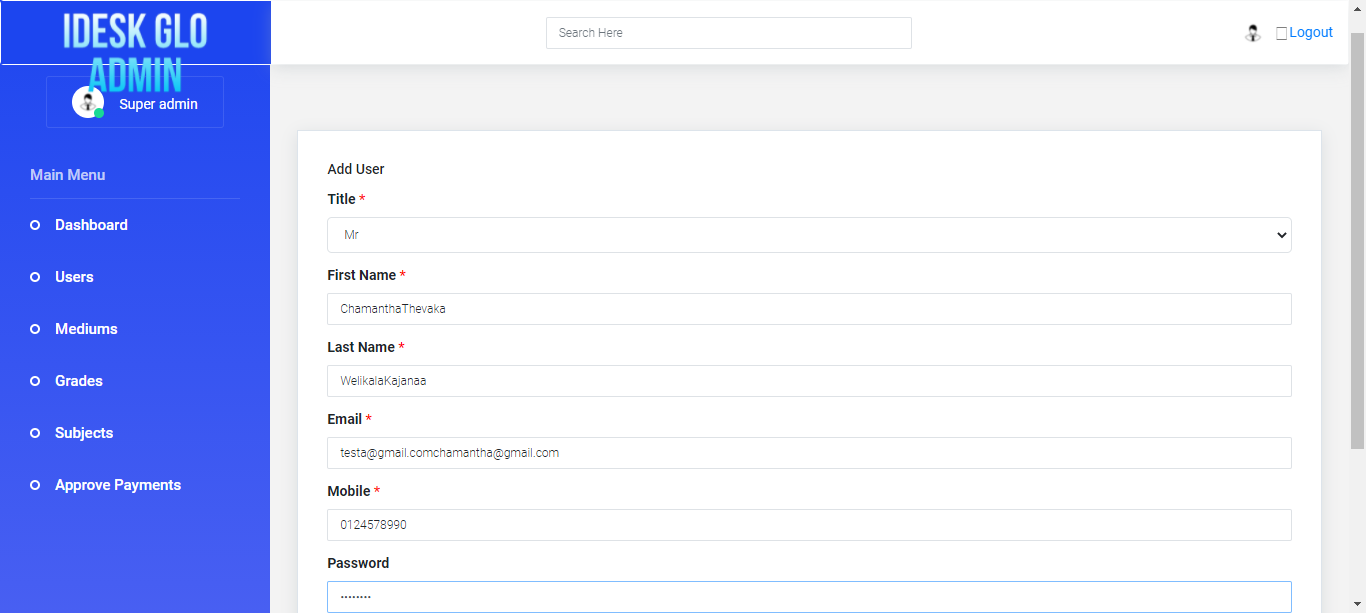 IDESK GLO
ADMIN
Search Here
Logout
Super admin
Main Menu
Dashboard
Users
Mediums
Grades
Subjects
Approve Payments
Add User
Title *
Mr
First Name *
ChamanthaThevaka
Last Name *
WelikalaKajanaa
Email *
testa@gmail.comchamantha@gmail.com
Mobile *
0124578990
Password
••••••••